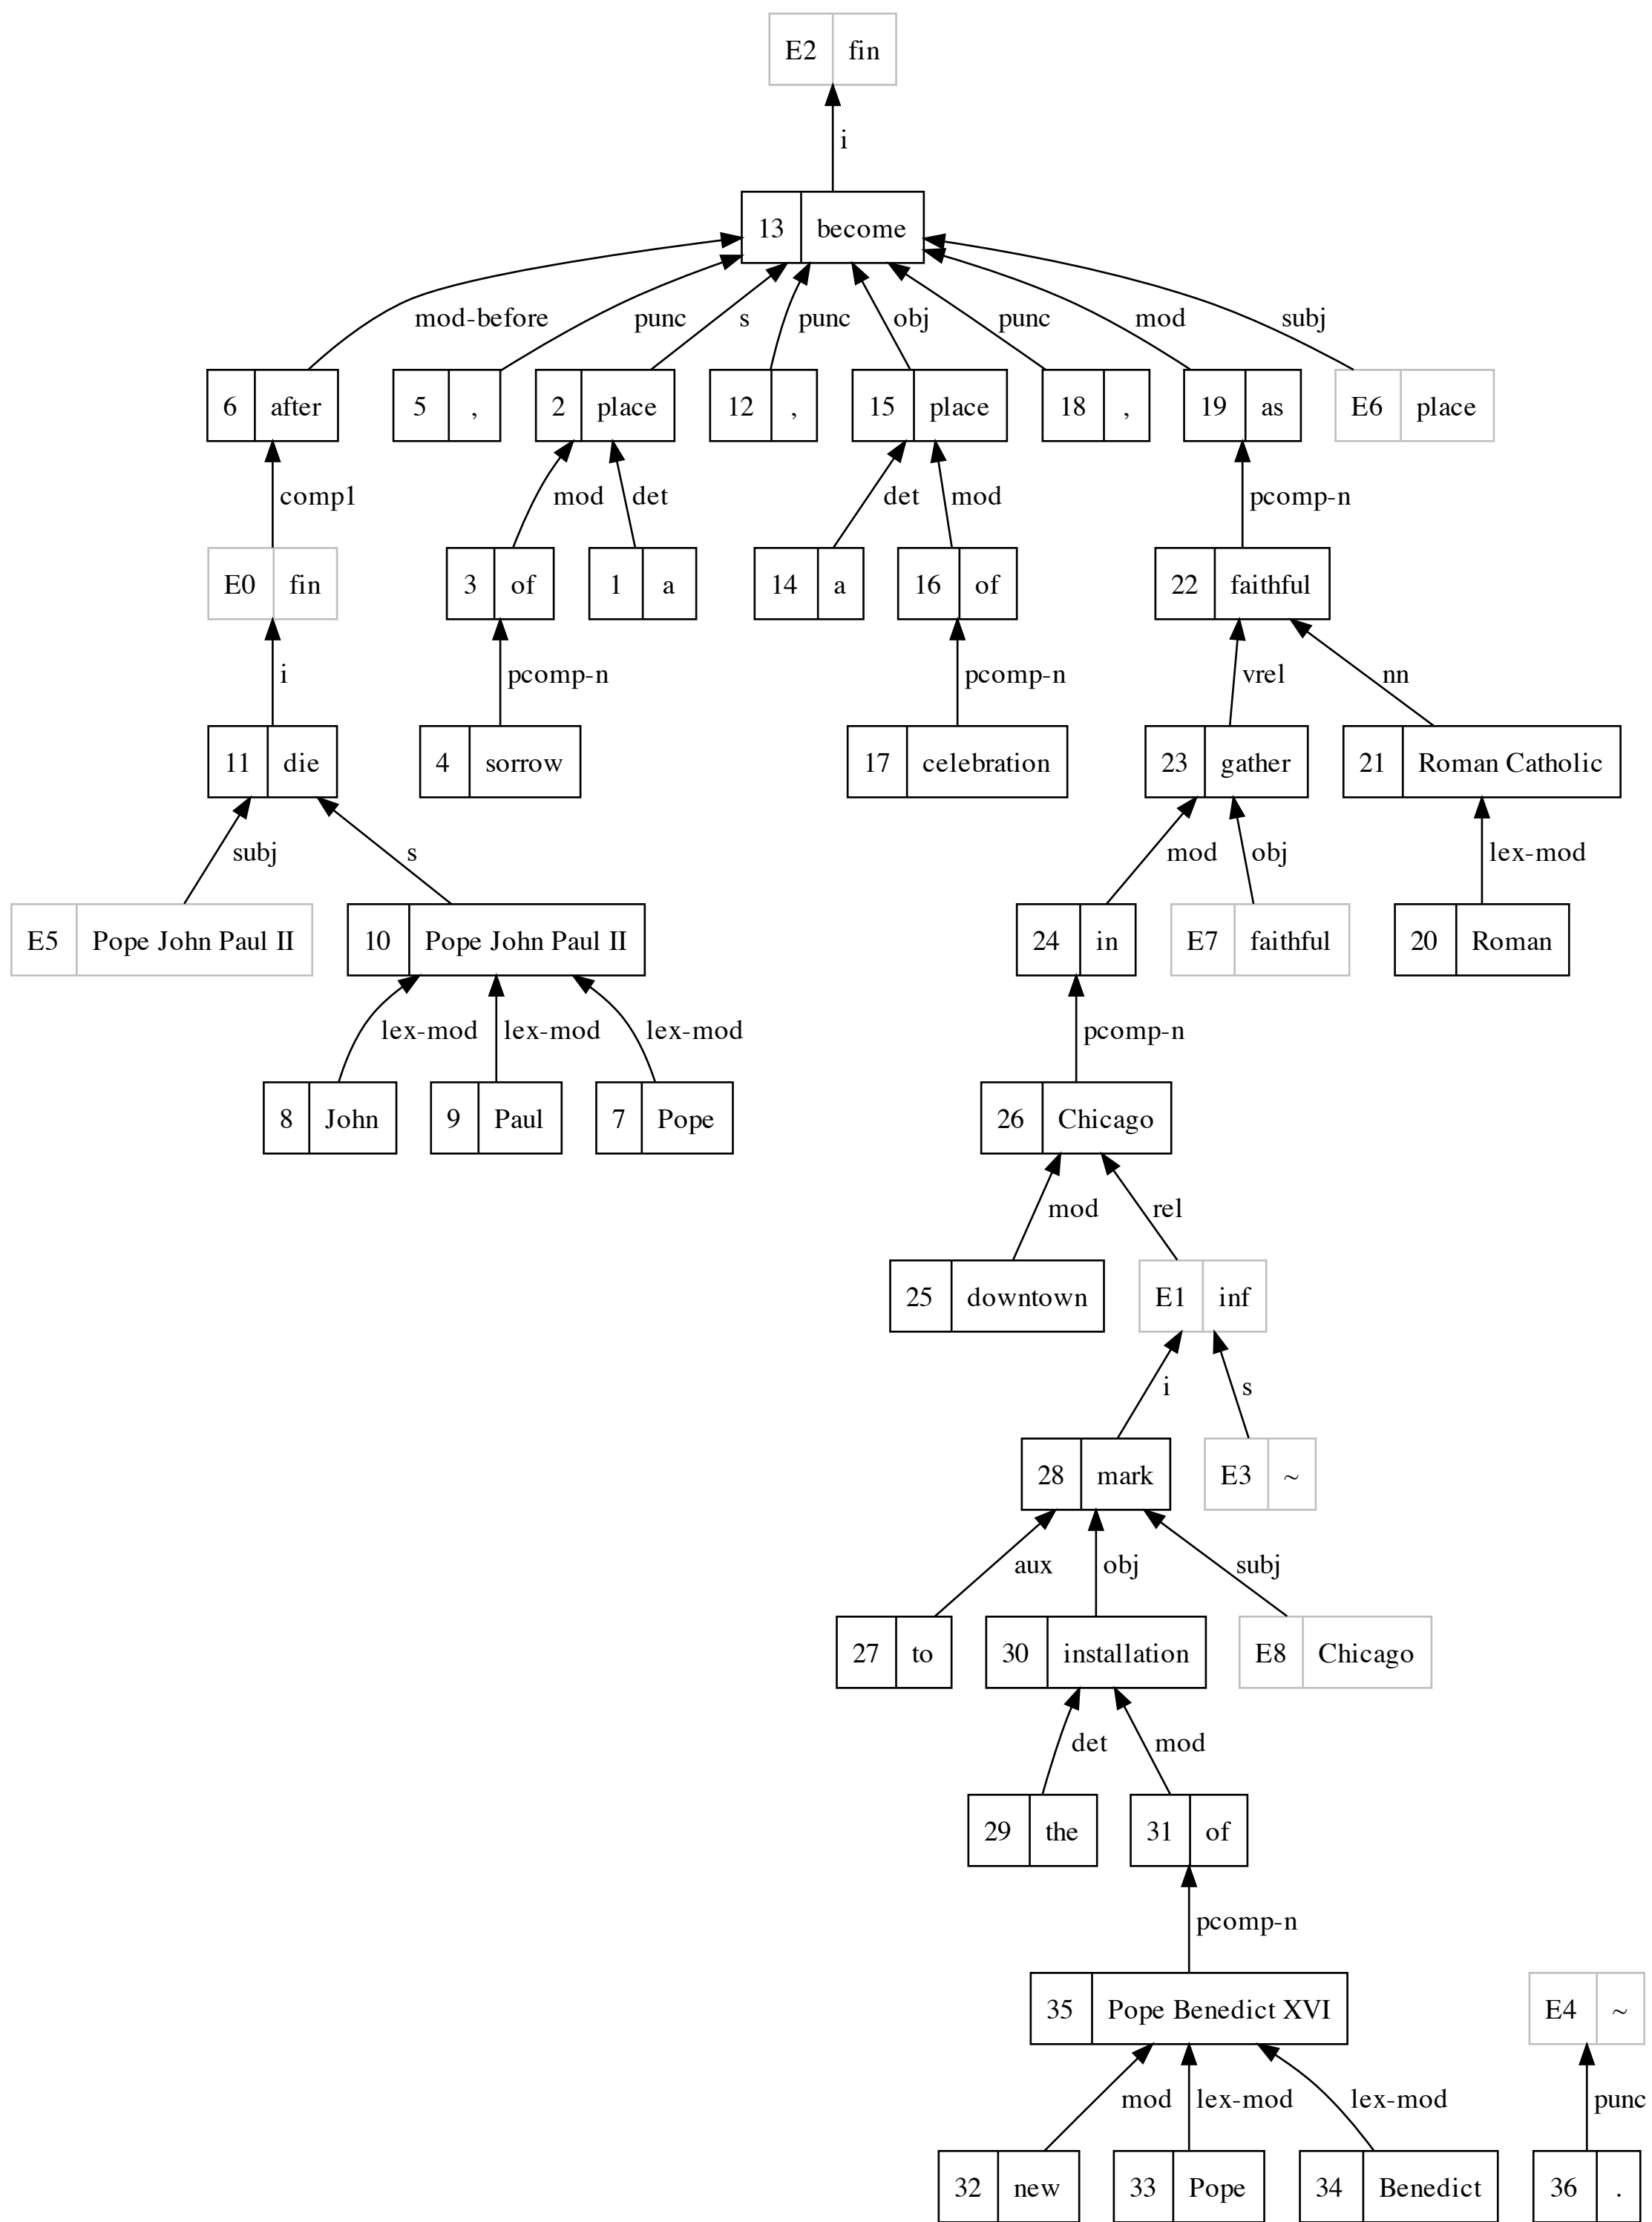 E2 fin
i
13 become
mod-before punc s punc obj punc mod subj
6 after 5 , 2 place 12 , 15 place 18 , 19 as E6 place
comp1 mod det det mod pcomp-n
E0 fin 3 of 1 a 14 a 16 of 22 faithful
i pcomp-n pcomp-n vrel nn
11 die 4 sorrow 17 celebration 23 gather 21 Roman Catholic
subj s mod obj lex-mod
E5 Pope John Paul II 10 Pope John Paul II 24 in E7 faithful 20 Roman
lex-mod lex-mod lex-mod pcomp-n
8 John 9 Paul 7 Pope 26 Chicago
mod rel
25 downtown E1 inf
i s
28 mark E3 ~
aux obj subj
27 to 30 installation E8 Chicago
det mod
29 the 31 of
pcomp-n
35 Pope Benedict XVI E4 ~
mod lex-mod lex-mod punc
32 new 33 Pope 34 Benedict 36 .